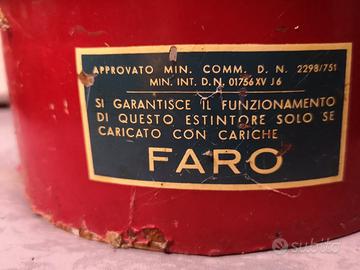 APPROVATO MIN. COMM. D. N. 2298/751
MIN. INT. D.N. 01756 XV J6
SI GARANTISCE IL FUNZIONAMENTO
DI QUESTO ESTINTORE SOLO SE
CARICATO CON CARICHE
FARO
subito